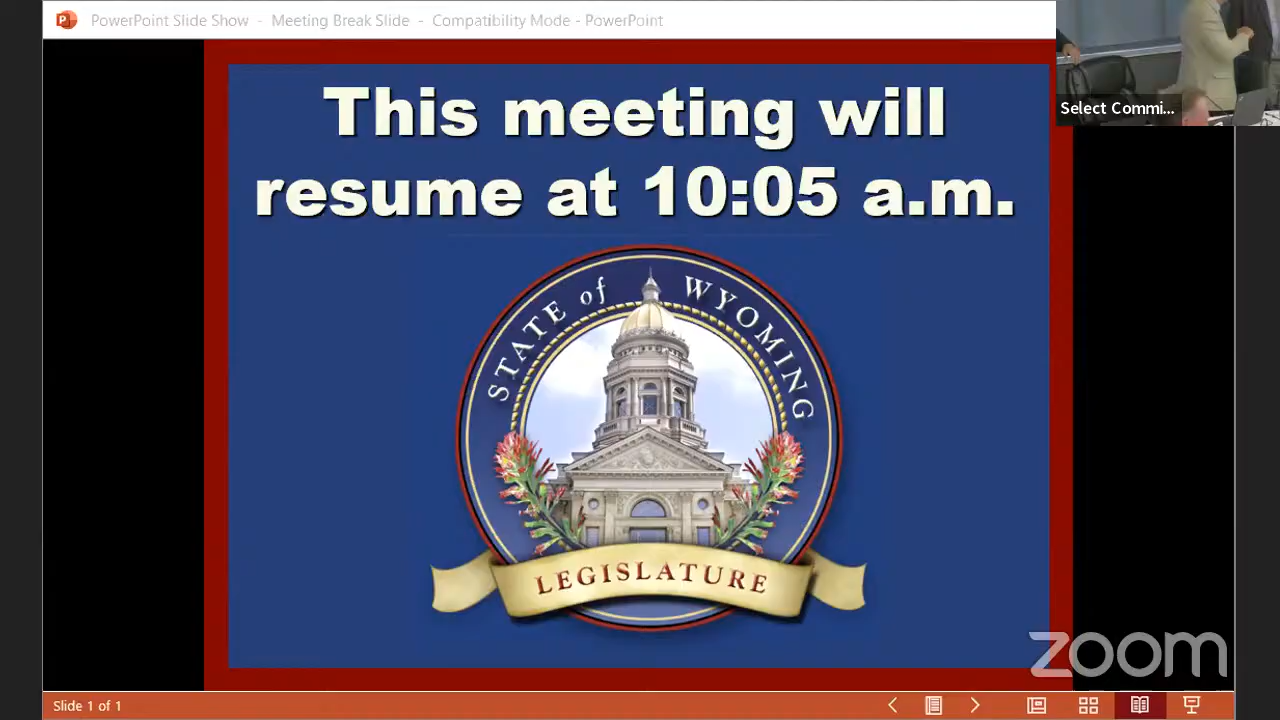 PowerPoint Slide Show - Meeting Break Slide - Compatibility Mode - PowerPoint
Select Commi...
This meeting will
resume at 10:05 a.m.
STATE of WYOMING
LEGISLATURE
zoom
Slide 1 of 1